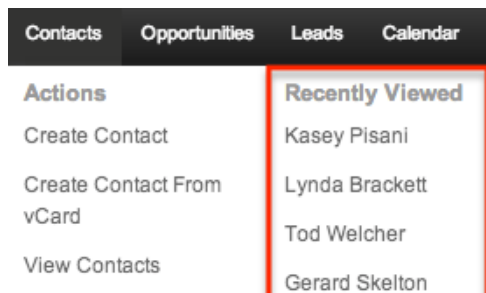 Contacts Opportunities Leads Calendar
Actions
Create Contact
Create Contact From
vCard
View Contacts
Recently Viewed
Kasey Pisani
Lynda Brackett
Tod Welcher
Gerard Skelton